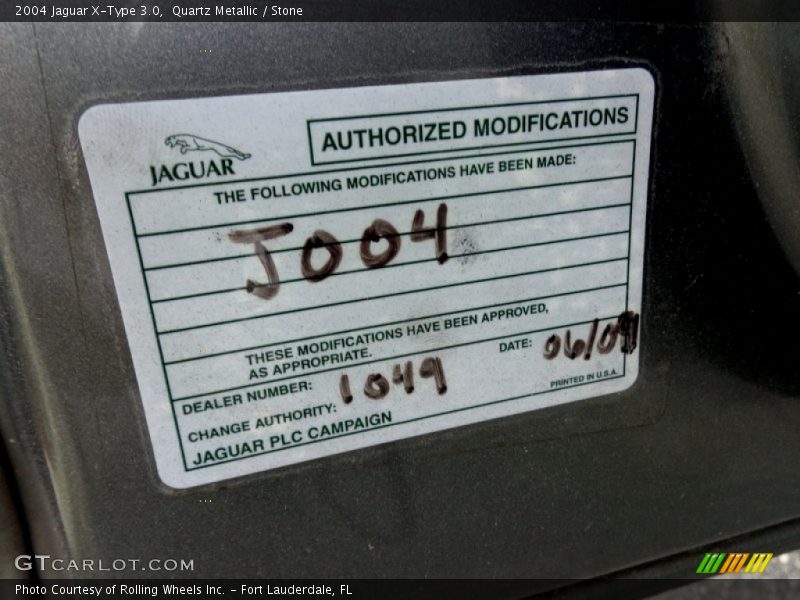 2004 Jaguar X-Type 3.0, Quartz Metallic / Stone
JAGUAR
AUTHORIZED MODIFICATIONS
THE FOLLOWING MODIFICATIONS HAVE BEEN MADE:
J004
THESE MODIFICATIONS HAVE BEEN APPROVED,
AS APPROPRIATE.
DATE: 06/09
DEALER NUMBER: 1049
PRINTED IN U.S.A.
CHANGE AUTHORITY:
JAGUAR PLC CAMPAIGN
GTCARLOT.COM
Photo Courtesy of Rolling Wheels Inc. - Fort Lauderdale, FL